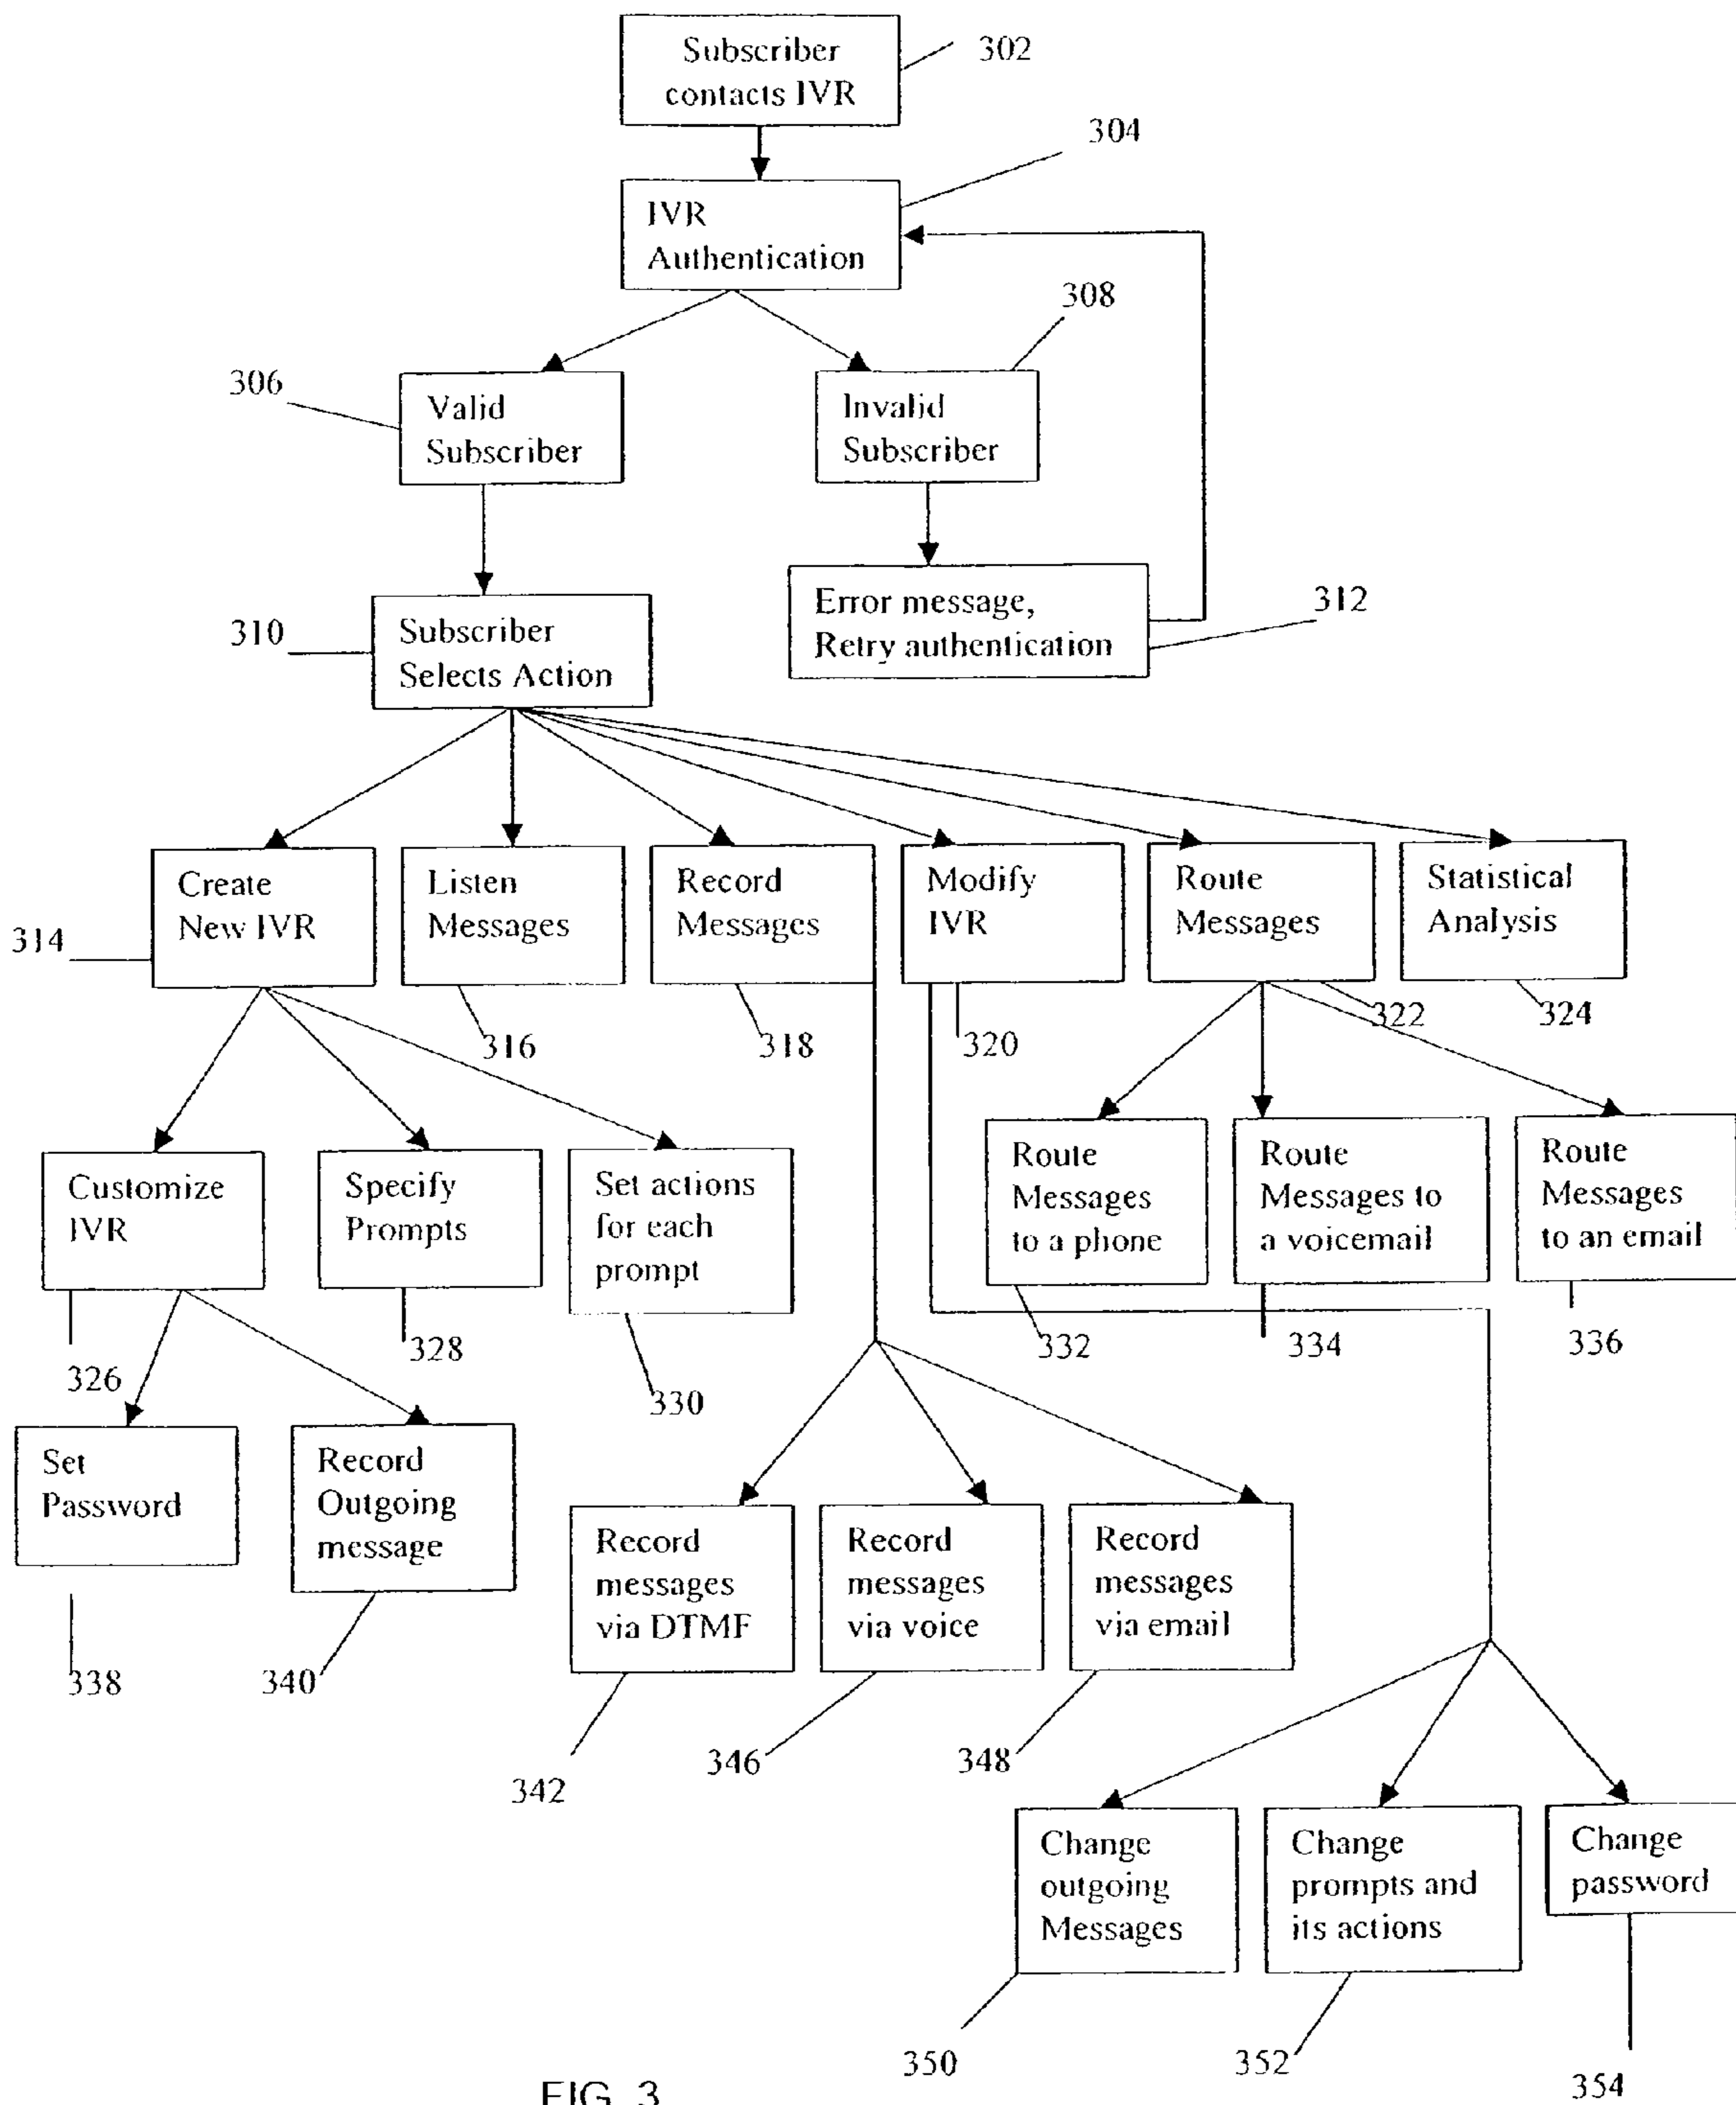 Subscriber
contacts IVR
302
304
IVR
Authentication
308
306
Valid
Subscriber
Invalid
Subscriber
310
Subscriber
Selects Action
Error message,
Retry authentication
312
314
Create
New IVR
Listen
Messages
Record
Messages
Modify
IVR
Route
Messages
Statistical
Analysis
316
318
320
322
324
Customize
IVR
Specify
Prompts
Set actions
for each
prompt
Route
Messages
to a phone
Route
Messages to
a voicemail
Route
Messages
to an email
326
328
330
332
334
336
Set
Password
Record
Outgoing
message
Record
messages
via DTMF
Record
messages
via voice
Record
messages
via email
338
340
342
346
348
Change
outgoing
Messages
Change
prompts and
its actions
Change
password
350
352
354
FIG. 3